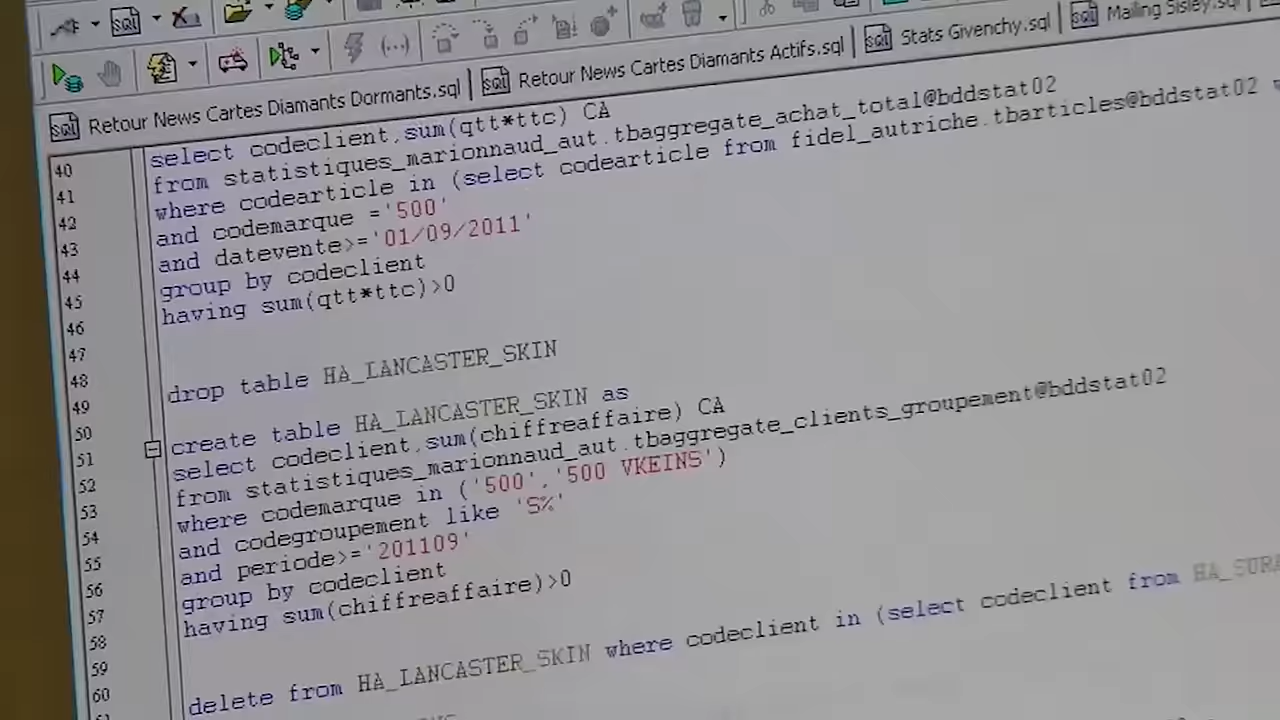 Retour News Cartes Diamants Dormants.sql
Retour News Cartes Diamants Actifs.sql
Stats Givenchy.sql
Mailing Sisley.sql
40 select codeclient,sum(qtt*ttc) CA
41 from statistiques_marionnaud_aut.tbaggregate_achat_total@bddstat02
42 where codearticle in (select codearticle from fidel_autriche.tbarticles@bddstat02
43 and codemarque ='500'
44 and datevente>='01/09/2011'
45 group by codeclient
46 having sum(qtt*ttc)>0
47
48
49 drop table HA_LANCASTER_SKIN
50
51 create table HA_LANCASTER_SKIN as
52 select codeclient,sum(chiffreaffaire) CA
53 from statistiques_marionnaud_aut.tbaggregate_clients_groupement@bddstat02
54 where codemarque in ('500','500 VKEINS')
55 and codegroupement like 'S%'
56 and periode>='201109'
57 group by codeclient
58 having sum(chiffreaffaire)>0
59
60
delete from HA_LANCASTER_SKIN where codeclient in (select codeclient from